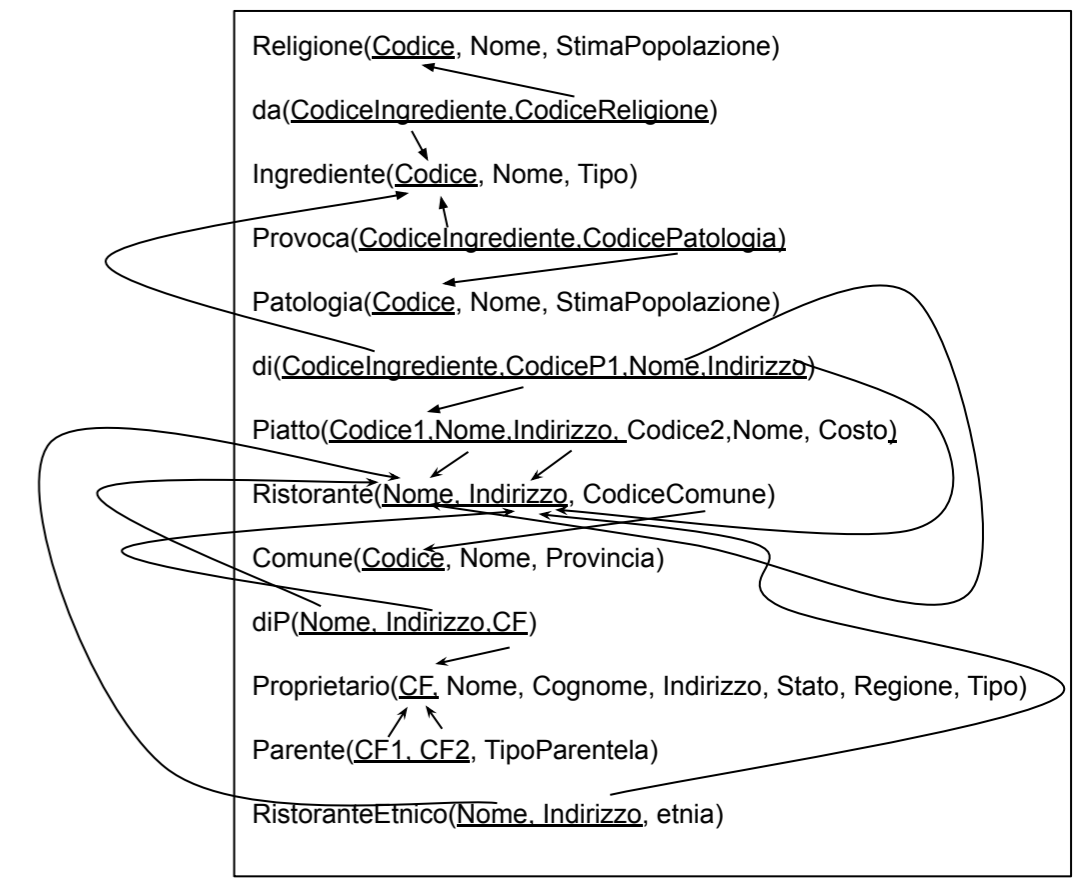 Religione(Codice, Nome, StimaPopolazione)
da(CodiceIngrediente,CodiceReligione)
Ingrediente(Codice, Nome, Tipo)
Provoca(CodiceIngrediente,CodicePatologia)
Patologia(Codice, Nome, StimaPopolazione)
di(CodiceIngrediente,CodiceP1,Nome,Indirizzo)
Piatto(Codice1,Nome,Indirizzo, Codice2,Nome, Costo)
Ristorante(Nome, Indirizzo, CodiceComune)
Comune(Codice, Nome, Provincia)
diP(Nome, Indirizzo,CF)
Proprietario(CF, Nome, Cognome, Indirizzo, Stato, Regione, Tipo)
Parente(CF1, CF2, TipoParentela)
RistoranteEtnico(Nome, Indirizzo, etnia)